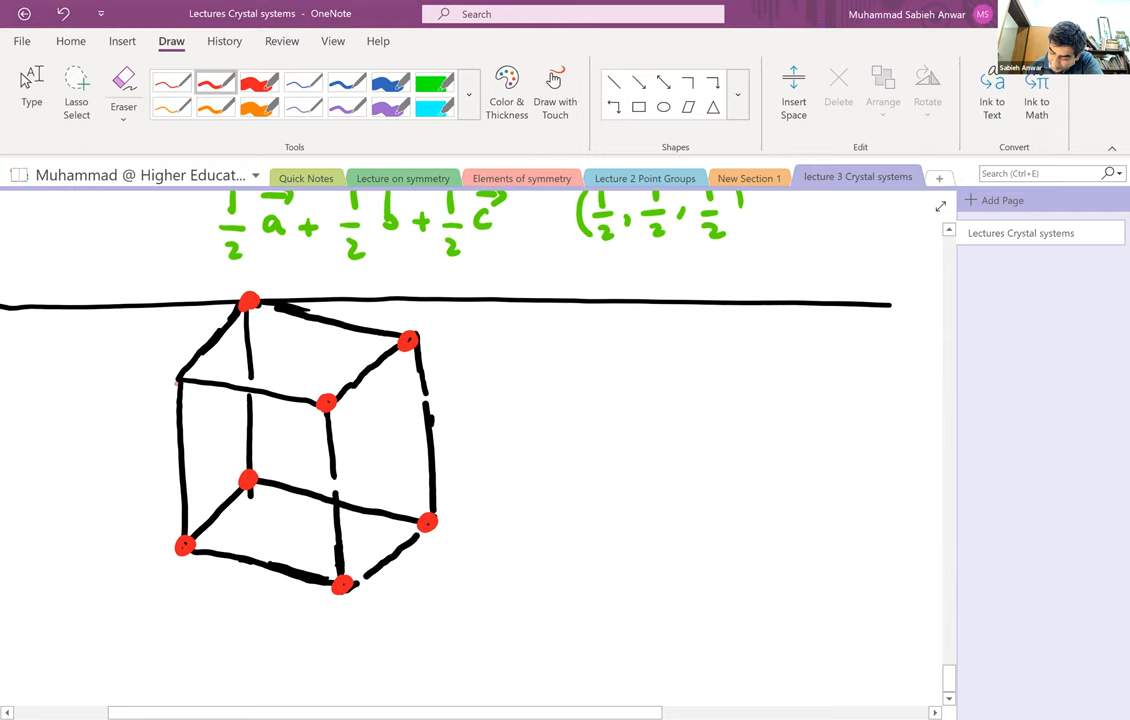 Lectures Crystal systems - OneNote
Search
Muhammad Sabieh Anwar
MS
File Home Insert Draw History Review View Help
Sabieh Anwar
Type
Lasso Select
Eraser
Color & Thickness
Draw with Touch
Insert Space
Delete
Arrange
Rotate
Ink to Text
Ink to Math
Tools
Shapes
Edit
Convert
Muhammad @ Higher Educat...
Quick Notes
Lecture on symmetry
Elements of symmetry
Lecture 2 Point Groups
New Section 1
lecture 3 Crystal systems
Search (Ctrl+E)
Add Page
Lectures Crystal systems
1/2 a + 1/2 b + 1/2 c (1/2, 1/2, 1/2)